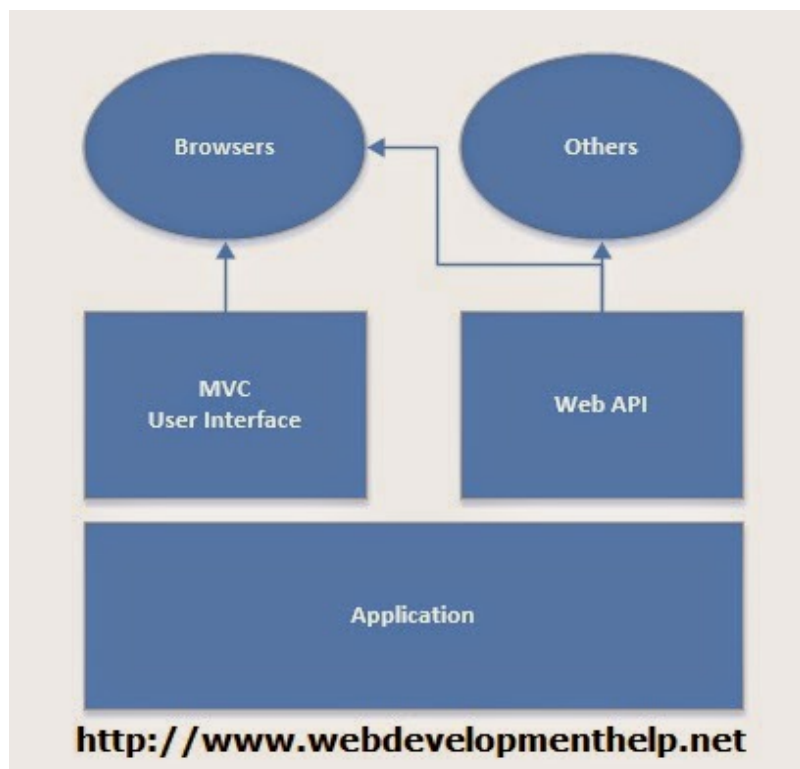 Browsers
Others
MVC
User Interface
Web API
Application
http://www.webdevelopmenthelp.net